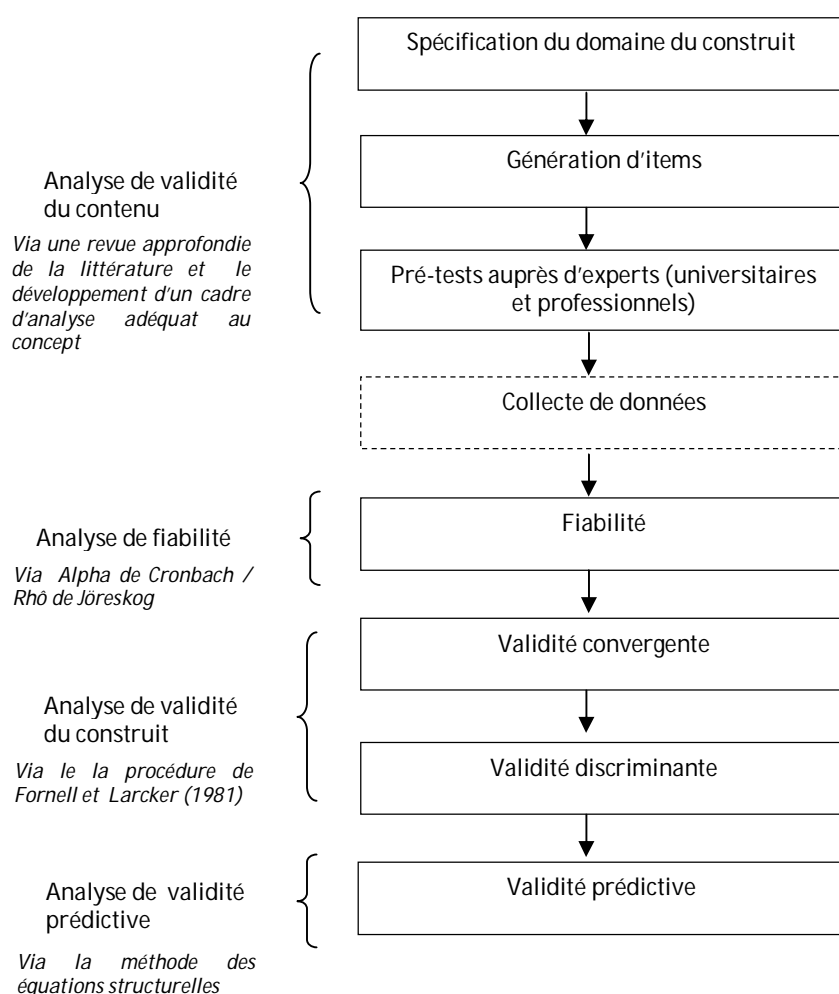 Spécification du domaine du construit
Génération d'items
Analyse de validité
du contenu
Via une revue approfondie
de la littérature et le
développement d'un cadre
d'analyse adéquat au
concept
Pré-tests auprès d'experts (universitaires
et professionnels)
Collecte de données
Fiabilité
Analyse de fiabilité
Via Alpha de Cronbach /
Rhô de Jöreskog
Validité convergente
Analyse de validité
du construit
Via le la procédure de
Fornell et Larcker (1981)
Validité discriminante
Validité prédictive
Analyse de validité
prédictive
Via la méthode des
équations structurelles